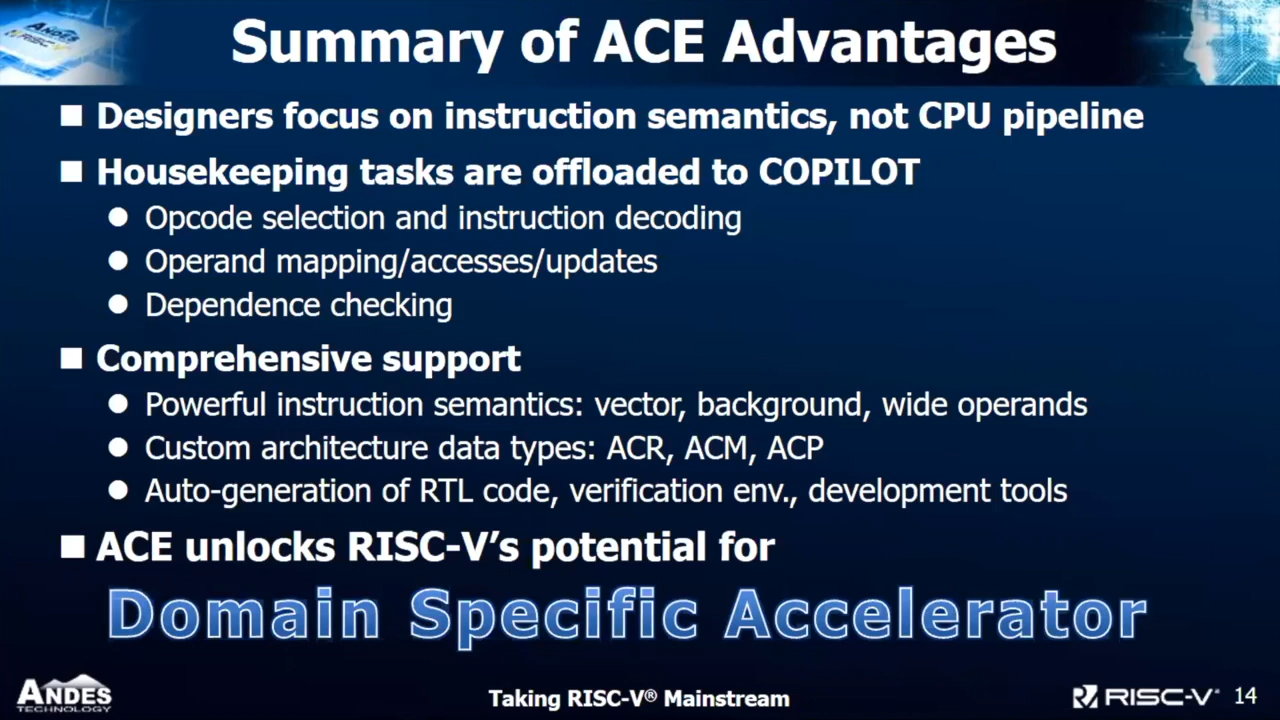 Summary of ACE Advantages
■ Designers focus on instruction semantics, not CPU pipeline
■ Housekeeping tasks are offloaded to COPILOT
● Opcode selection and instruction decoding
● Operand mapping/accesses/updates
● Dependence checking
■ Comprehensive support
● Powerful instruction semantics: vector, background, wide operands
● Custom architecture data types: ACR, ACM, ACP
● Auto-generation of RTL code, verification env., development tools
■ ACE unlocks RISC-V’s potential for
Domain Specific Accelerator
ANDES
TECHNOLOGY
Taking RISC-V® Mainstream
RISC-V®
14